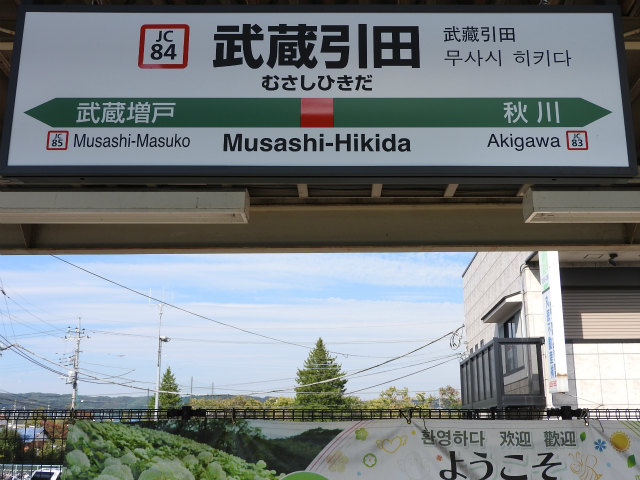 JC
84
武蔵引田
むさしひきだ
武藏引田
무사시 히키다
武蔵増戸
秋川
JC
85
Musashi-Masuko
Musashi-Hikida
Akigawa
JC
83
환영하다 欢迎 歡迎
ようこそ